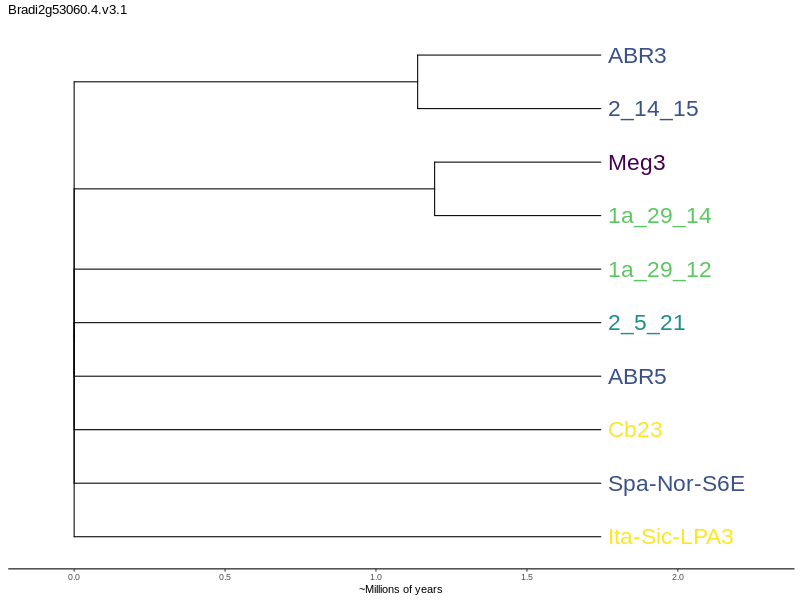 Bradi2g53060.4.v3.1
ABR3
2_14_15
Meg3
1a_29_14
1a_29_12
2_5_21
ABR5
Cb23
Spa-Nor-S6E
Ita-Sic-LPA3
0.0 0.5 1.0 1.5 2.0
~Millions of years